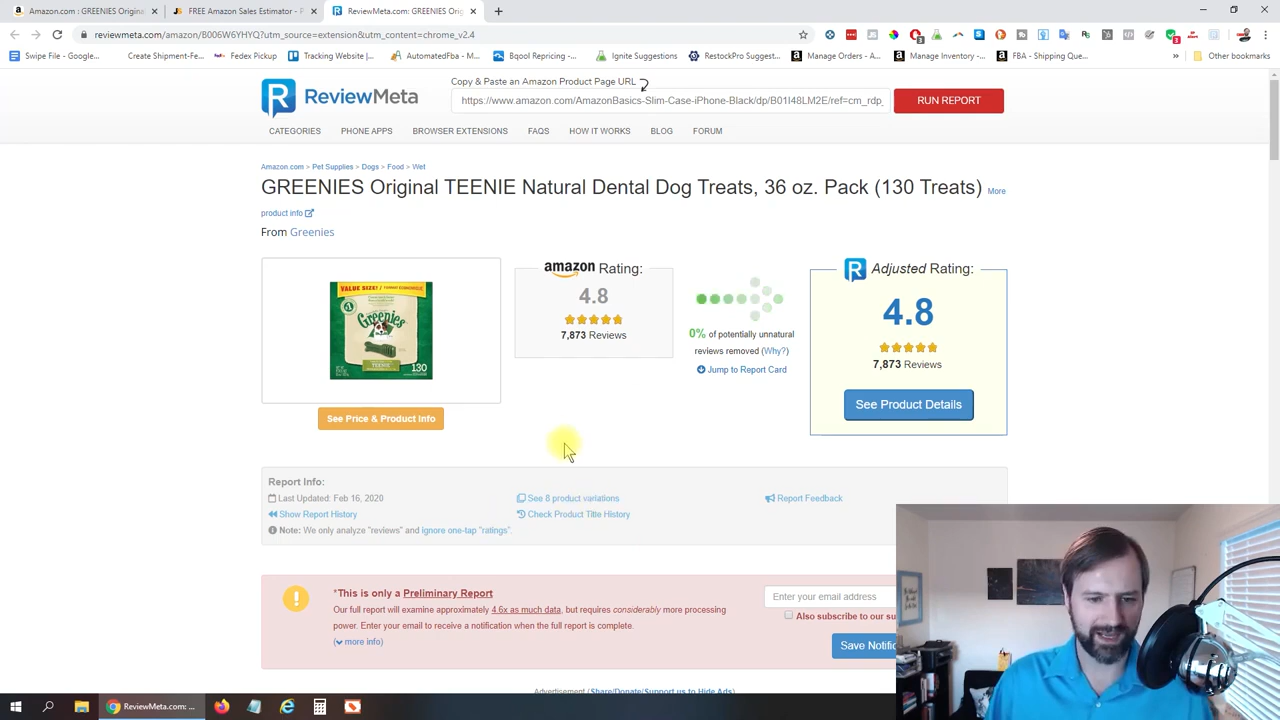 Amazon.com : GREENIES Origina
FREE Amazon Sales Estimator -
ReviewMeta.com: GREENIES Orig
reviewmeta.com/amazon/B006W6YHYQ?utm_source=extension&utm_content=chrome_v2.4
Swipe File - Google...
Create Shipment-Fe...
Fedex Pickup
Tracking Website |...
AutomatedFba - M...
Bqool Repricing - D...
Ignite Suggestions
RestockPro Suggest...
Manage Orders - A...
Manage Inventory -...
FBA - Shipping Que...
»
Other bookmarks
ReviewMeta
Copy & Paste an Amazon Product Page URL
https://www.amazon.com/AmazonBasics-Slim-Case-iPhone-Black/dp/B01I48LM2E/ref=cm_rdp_
RUN REPORT
CATEGORIES
PHONE APPS
BROWSER EXTENSIONS
FAQS
HOW IT WORKS
BLOG
FORUM
Amazon.com > Pet Supplies > Dogs > Food > Wet
GREENIES Original TEENIE Natural Dental Dog Treats, 36 oz. Pack (130 Treats) More
product info
From Greenies
VALUE SIZE!
Greenies
TEENIE
130
See Price & Product Info
amazon Rating:
4.8
7,873 Reviews
0% of potentially unnatural
reviews removed (Why?)
Jump to Report Card
R Adjusted Rating:
4.8
7,873 Reviews
See Product Details
Report Info:
Last Updated: Feb 16, 2020
See 8 product variations
Report Feedback
Show Report History
Check Product Title History
Note: We only analyze "reviews" and ignore one-tap "ratings".
*This is only a Preliminary Report
Our full report will examine approximately 4.6x as much data, but requires considerably more processing
power. Enter your email to receive a notification when the full report is complete.
(more info)
Enter your email address
Also subscribe to our su
Save Notific
Advertisement (Share/Donate/Support us to Hide Ads)
ReviewMeta.com: ...